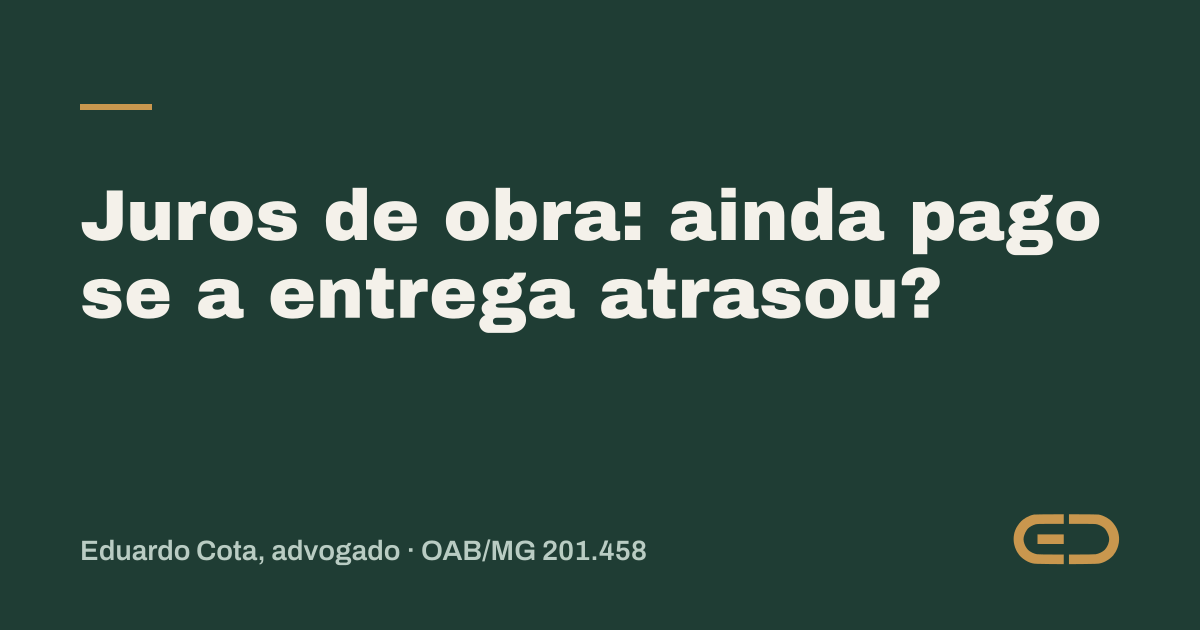 Juros de obra: ainda pago
se a entrega atrasou?
Eduardo Cota, advogado · OAB/MG 201.458